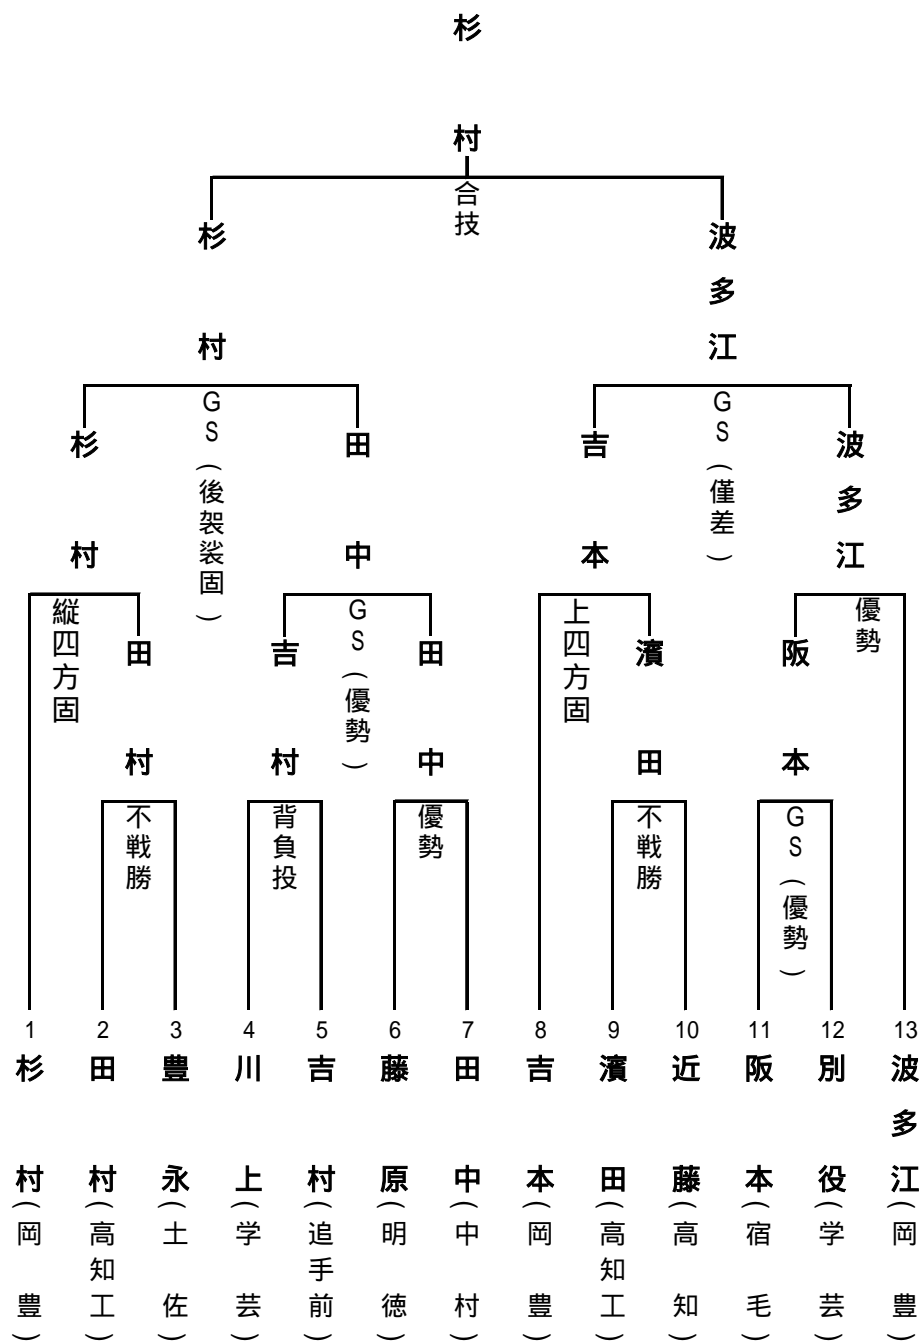 杉村
合技
杉村
波多江
GS(後袈裟固)
GS(僅差)
杉村
田中
吉本
波多江
縦四方固
GS(優勢)
上四方固
優勢
田村
吉村
田中
濱田
阪本
不戦勝
背負投
優勢
不戦勝
GS(優勢)
1 杉村(岡豊)
2 田村(高知工)
3 豊永(土佐)
4 川上(学芸)
5 吉村(追手前)
6 藤原(明徳)
7 田中(中村)
8 吉本(岡豊)
9 濱田(高知工)
10 近藤(高知)
11 阪本(宿毛)
12 別役(学芸)
13 波多江(岡豊)